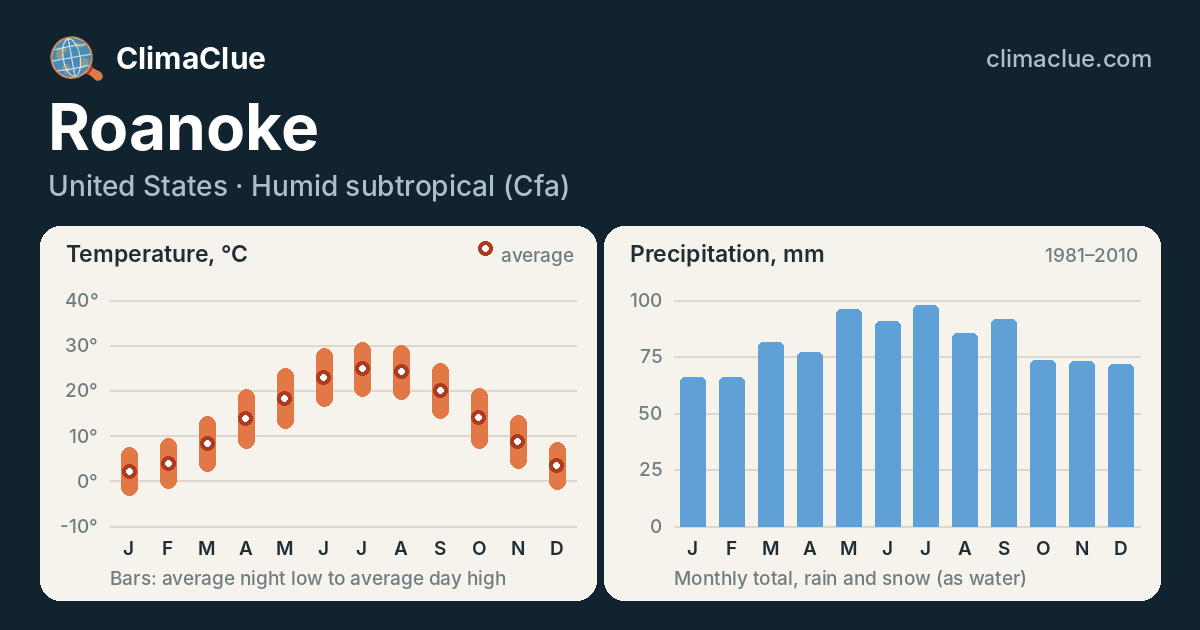 ClimaClue
climaclue.com
Roanoke
United States · Humid subtropical (Cfa)
Temperature, °C
average
40°
30°
20°
10°
0°
-10°
J F M A M J J A S O N D
Bars: average night low to average day high
Precipitation, mm
1981–2010
100
75
50
25
0
J F M A M J J A S O N D
Monthly total, rain and snow (as water)